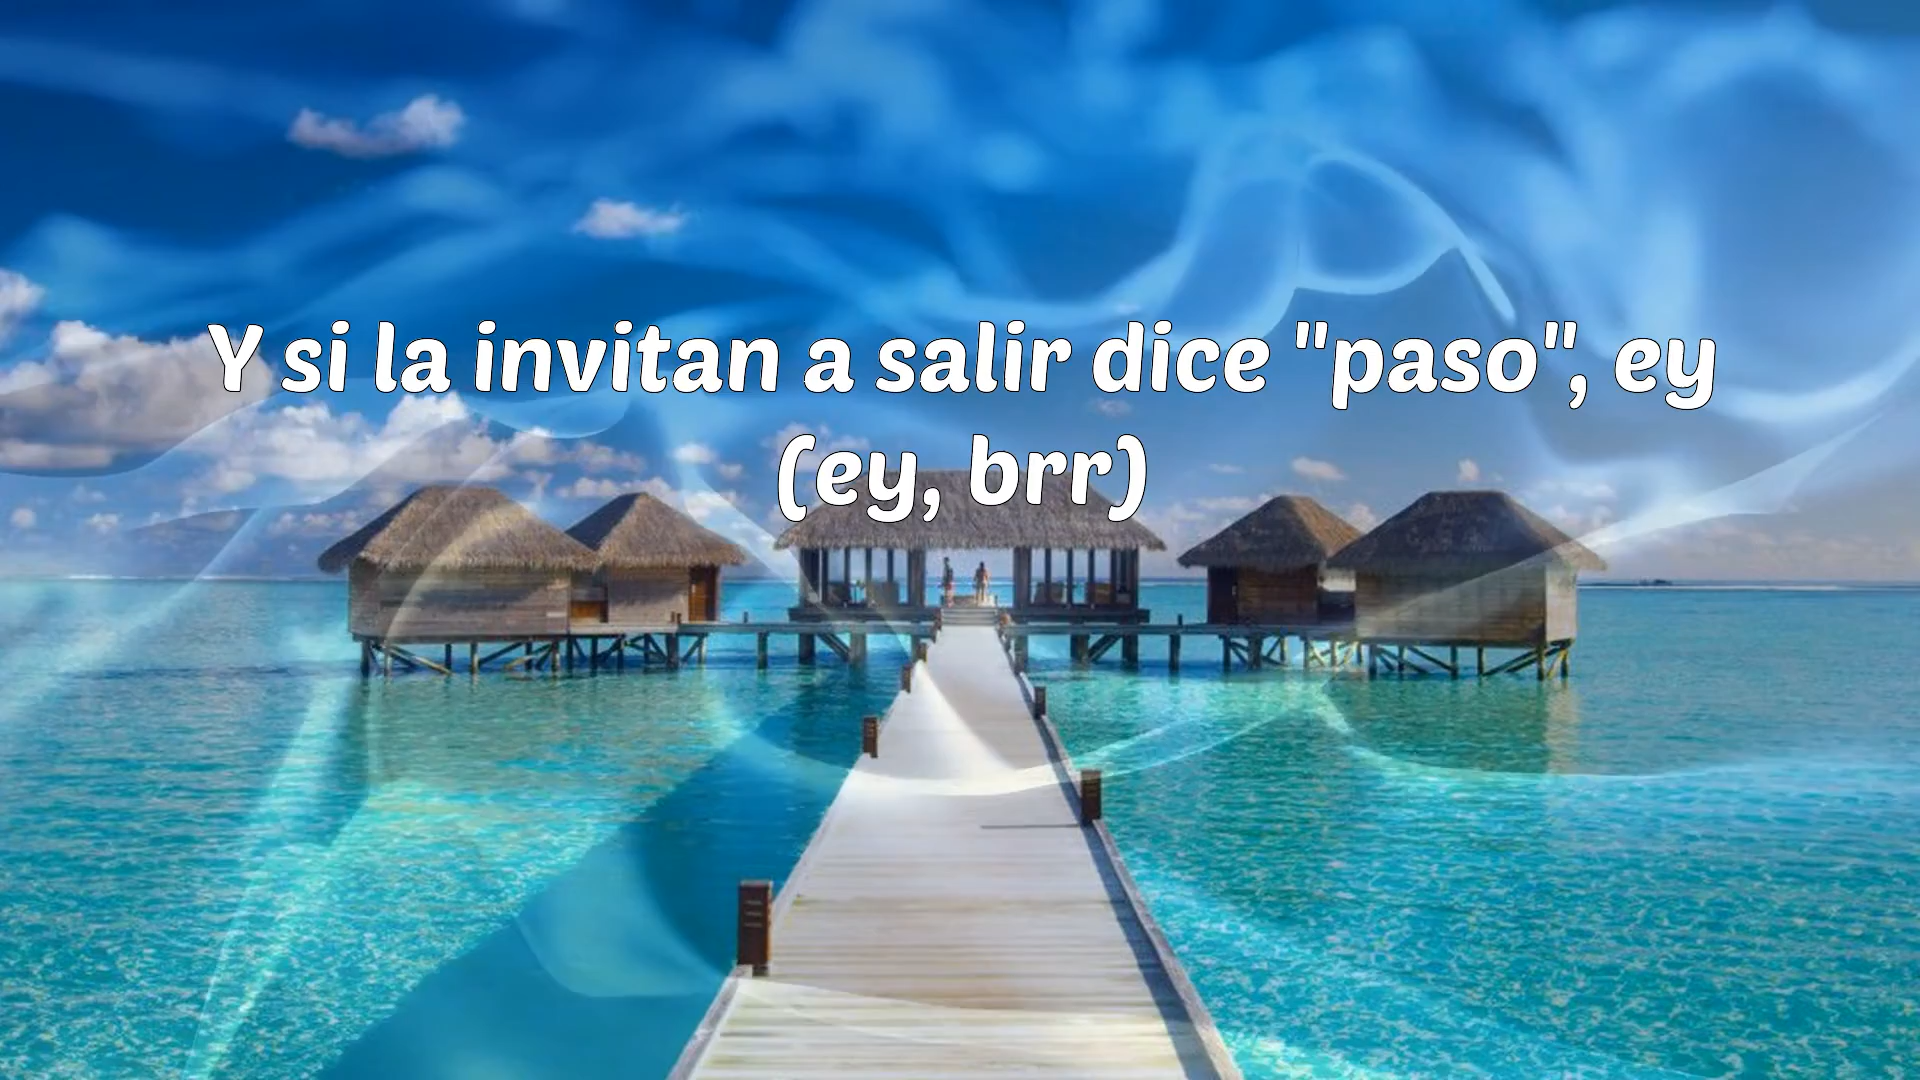 Y si la invitan a salir dice "paso", ey
(ey, brr)